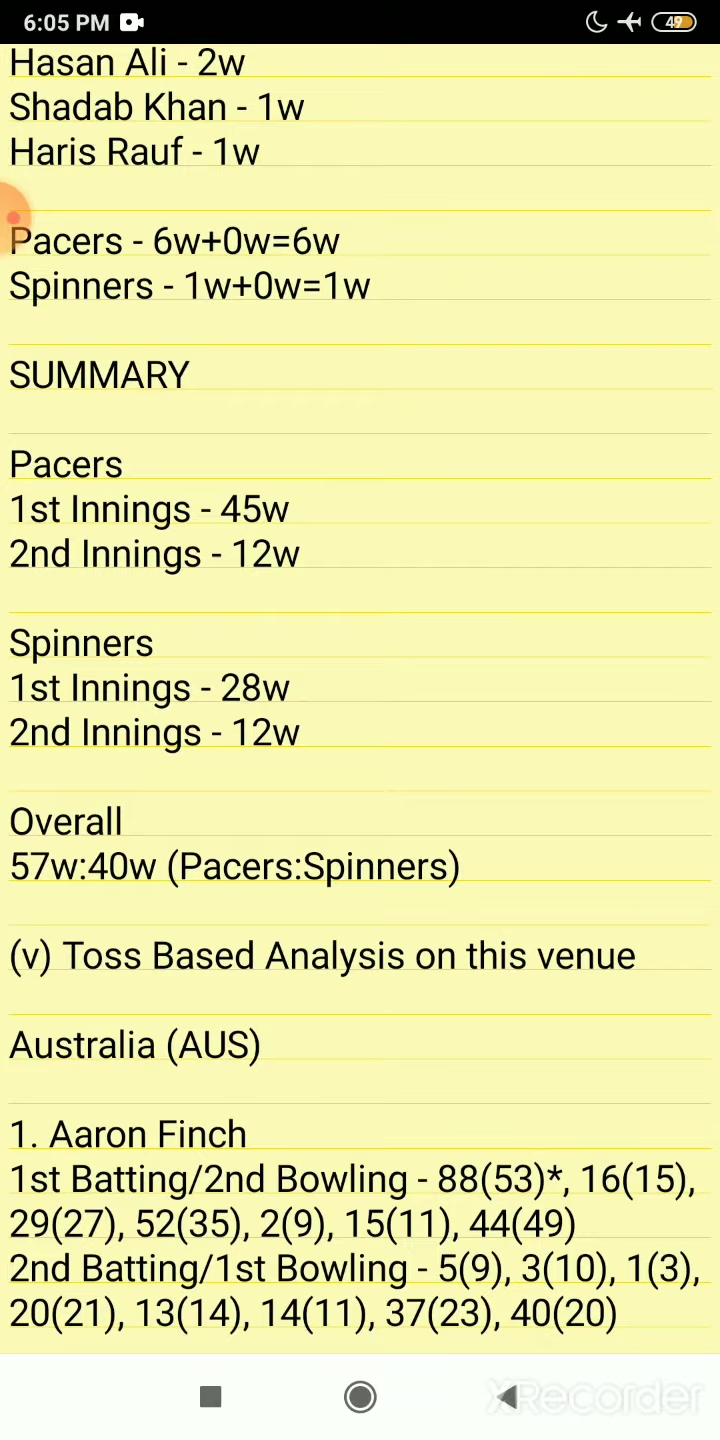 6:05 PM
49
Hasan Ali - 2w
Shadab Khan - 1w
Haris Rauf - 1w
Pacers - 6w+0w=6w
Spinners - 1w+0w=1w
SUMMARY
Pacers
1st Innings - 45w
2nd Innings - 12w
Spinners
1st Innings - 28w
2nd Innings - 12w
Overall
57w:40w (Pacers:Spinners)
(v) Toss Based Analysis on this venue
Australia (AUS)
1. Aaron Finch
1st Batting/2nd Bowling - 88(53)*, 16(15),
29(27), 52(35), 2(9), 15(11), 44(49)
2nd Batting/1st Bowling - 5(9), 3(10), 1(3),
20(21), 13(14), 14(11), 37(23), 40(20)
XRecorder